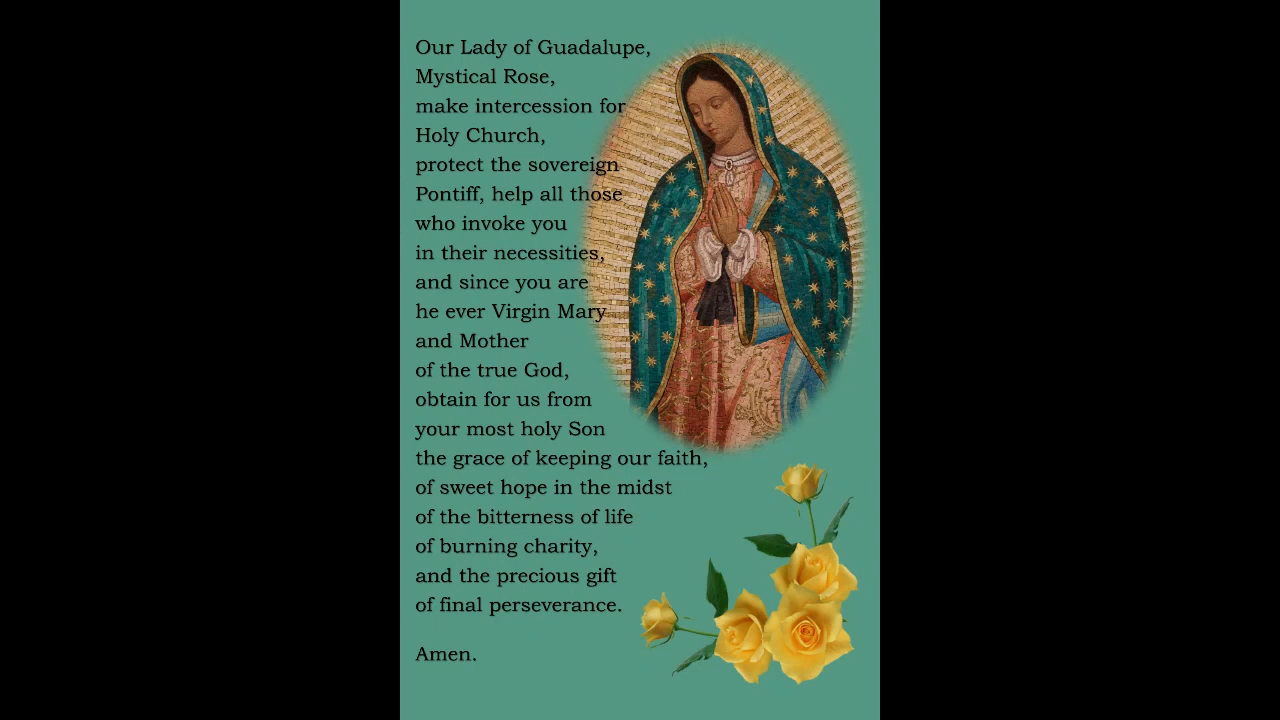 Our Lady of Guadalupe,
Mystical Rose,
make intercession for
Holy Church,
protect the sovereign
Pontiff, help all those
who invoke you
in their necessities,
and since you are
he ever Virgin Mary
and Mother
of the true God,
obtain for us from
your most holy Son
the grace of keeping our faith,
of sweet hope in the midst
of the bitterness of life
of burning charity,
and the precious gift
of final perseverance.
Amen.